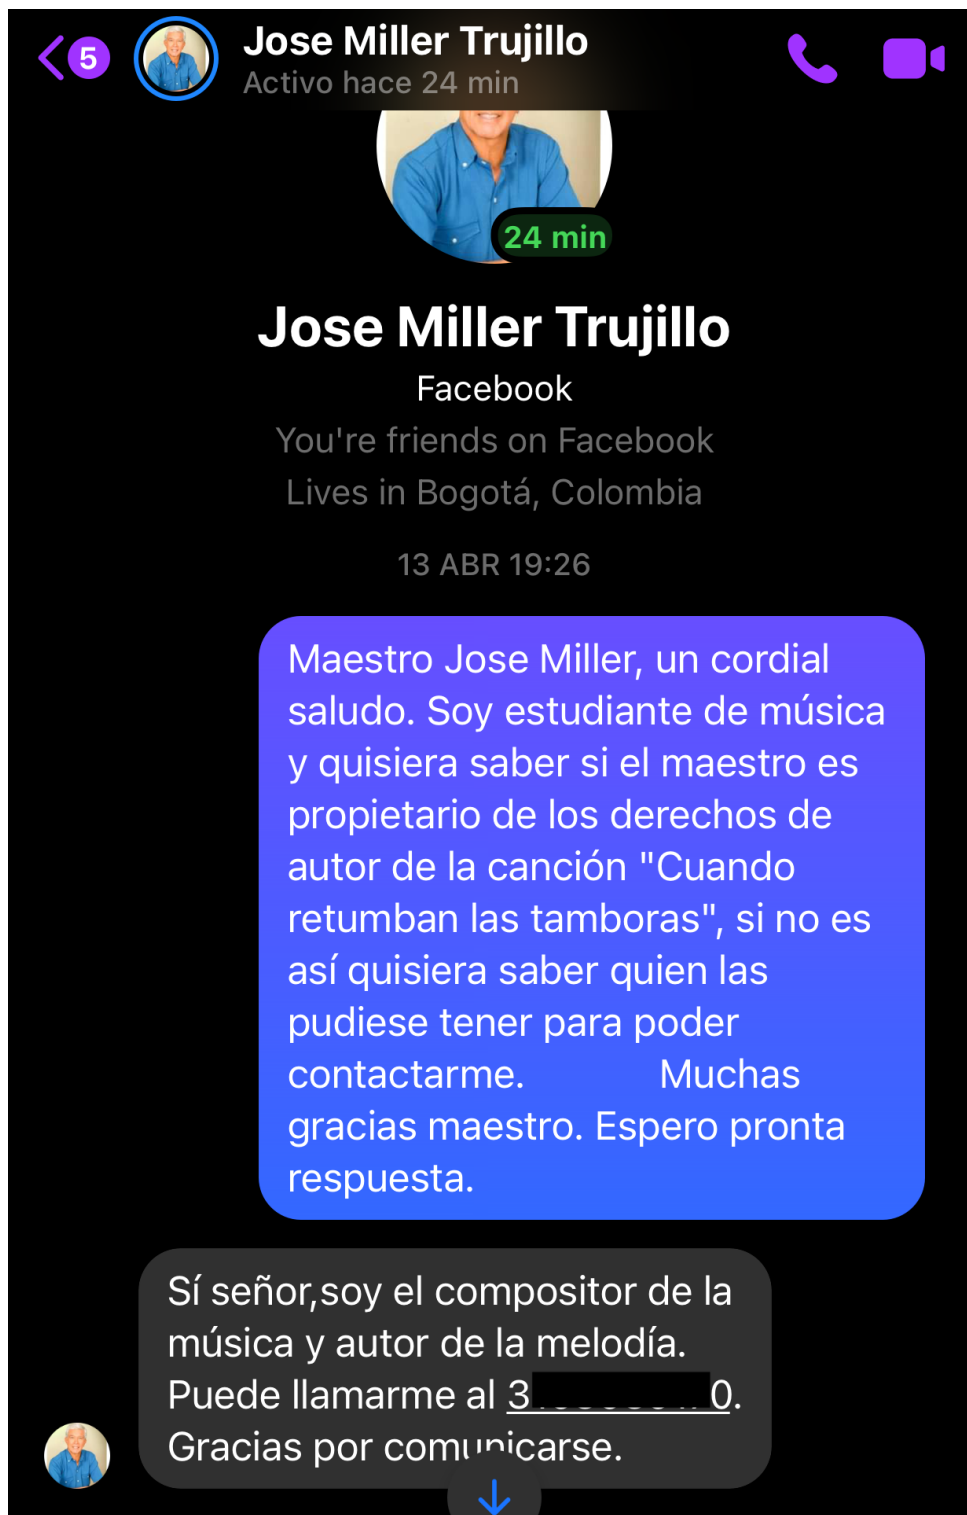 5
Jose Miller Trujillo
Activo hace 24 min
24 min
Jose Miller Trujillo
Facebook
You're friends on Facebook
Lives in Bogotá, Colombia
13 ABR 19:26
Maestro Jose Miller, un cordial
saludo. Soy estudiante de música
y quisiera saber si el maestro es
propietario de los derechos de
autor de la canción "Cuando
retumban las tamboras", si no es
así quisiera saber quien las
pudiese tener para poder
contactarme. Muchas
gracias maestro. Espero pronta
respuesta.
Sí señor,soy el compositor de la
música y autor de la melodía.
Puede llamarme al 3 0.
Gracias por comunicarse.